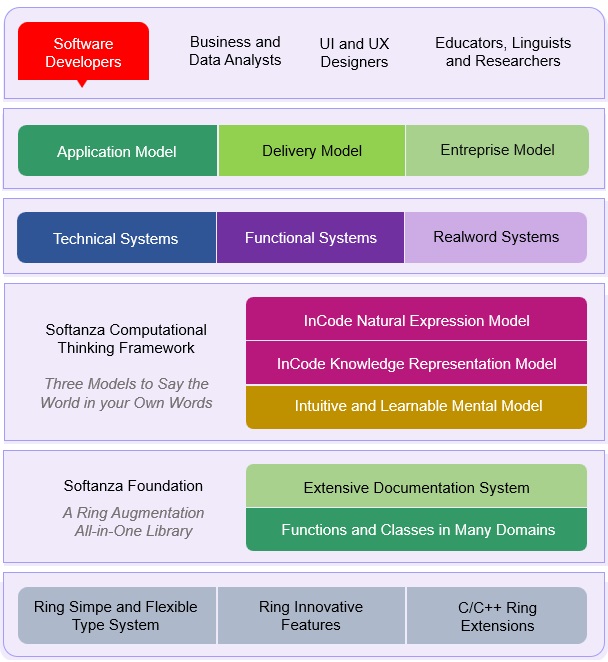 Software
Developers
Business and
Data Analysts
UI and UX
Designers
Educators, Linguists
and Researchers
Application Model
Delivery Model
Entreprise Model
Technical Systems
Functional Systems
Realword Systems
Softanza Computational
Thinking Framework
Three Models to Say the
World in your Own Words
InCode Natural Expression Model
InCode Knowledge Representation Model
Intuitive and Learnable Mental Model
Softanza Foundation
A Ring Augmentation
All-in-One Library
Extensive Documentation System
Functions and Classes in Many Domains
Ring Simpe and Flexible
Type System
Ring Innovative
Features
C/C++ Ring
Extensions